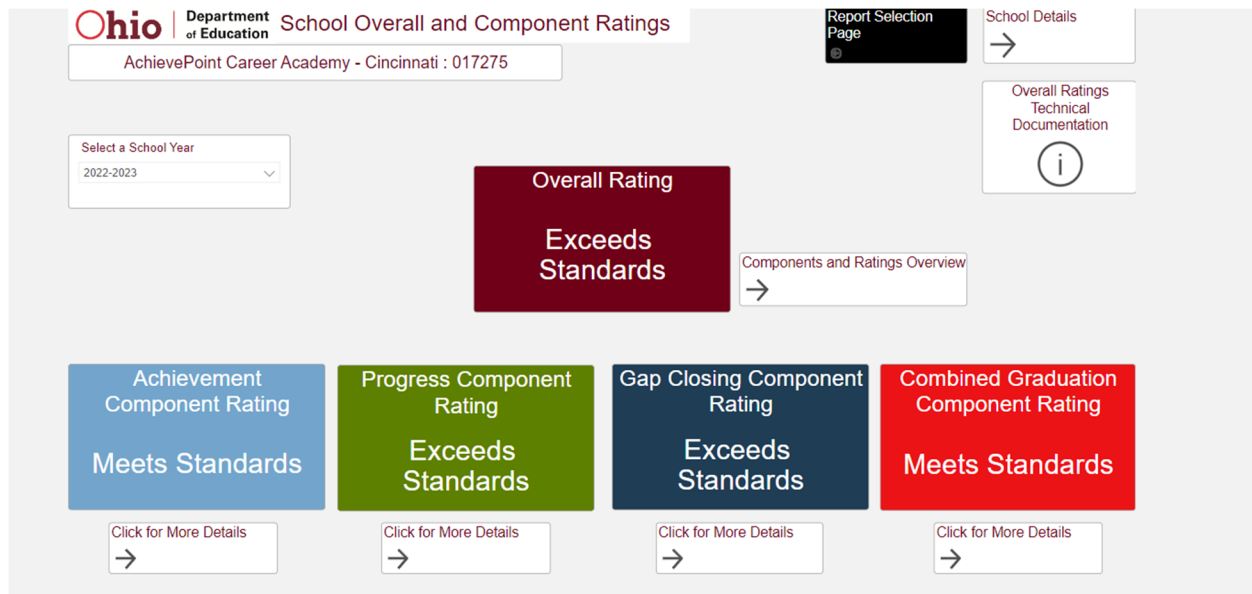 Ohio
Department
of Education
School Overall and Component Ratings
Report Selection
Page
School Details
AchievePoint Career Academy - Cincinnati : 017275
Overall Ratings
Technical
Documentation
i
Select a School Year
2022-2023
Overall Rating
Exceeds
Standards
Components and Ratings Overview
Achievement
Component Rating
Meets Standards
Progress Component
Rating
Exceeds
Standards
Gap Closing Component
Rating
Exceeds
Standards
Combined Graduation
Component Rating
Meets Standards
Click for More Details
Click for More Details
Click for More Details
Click for More Details